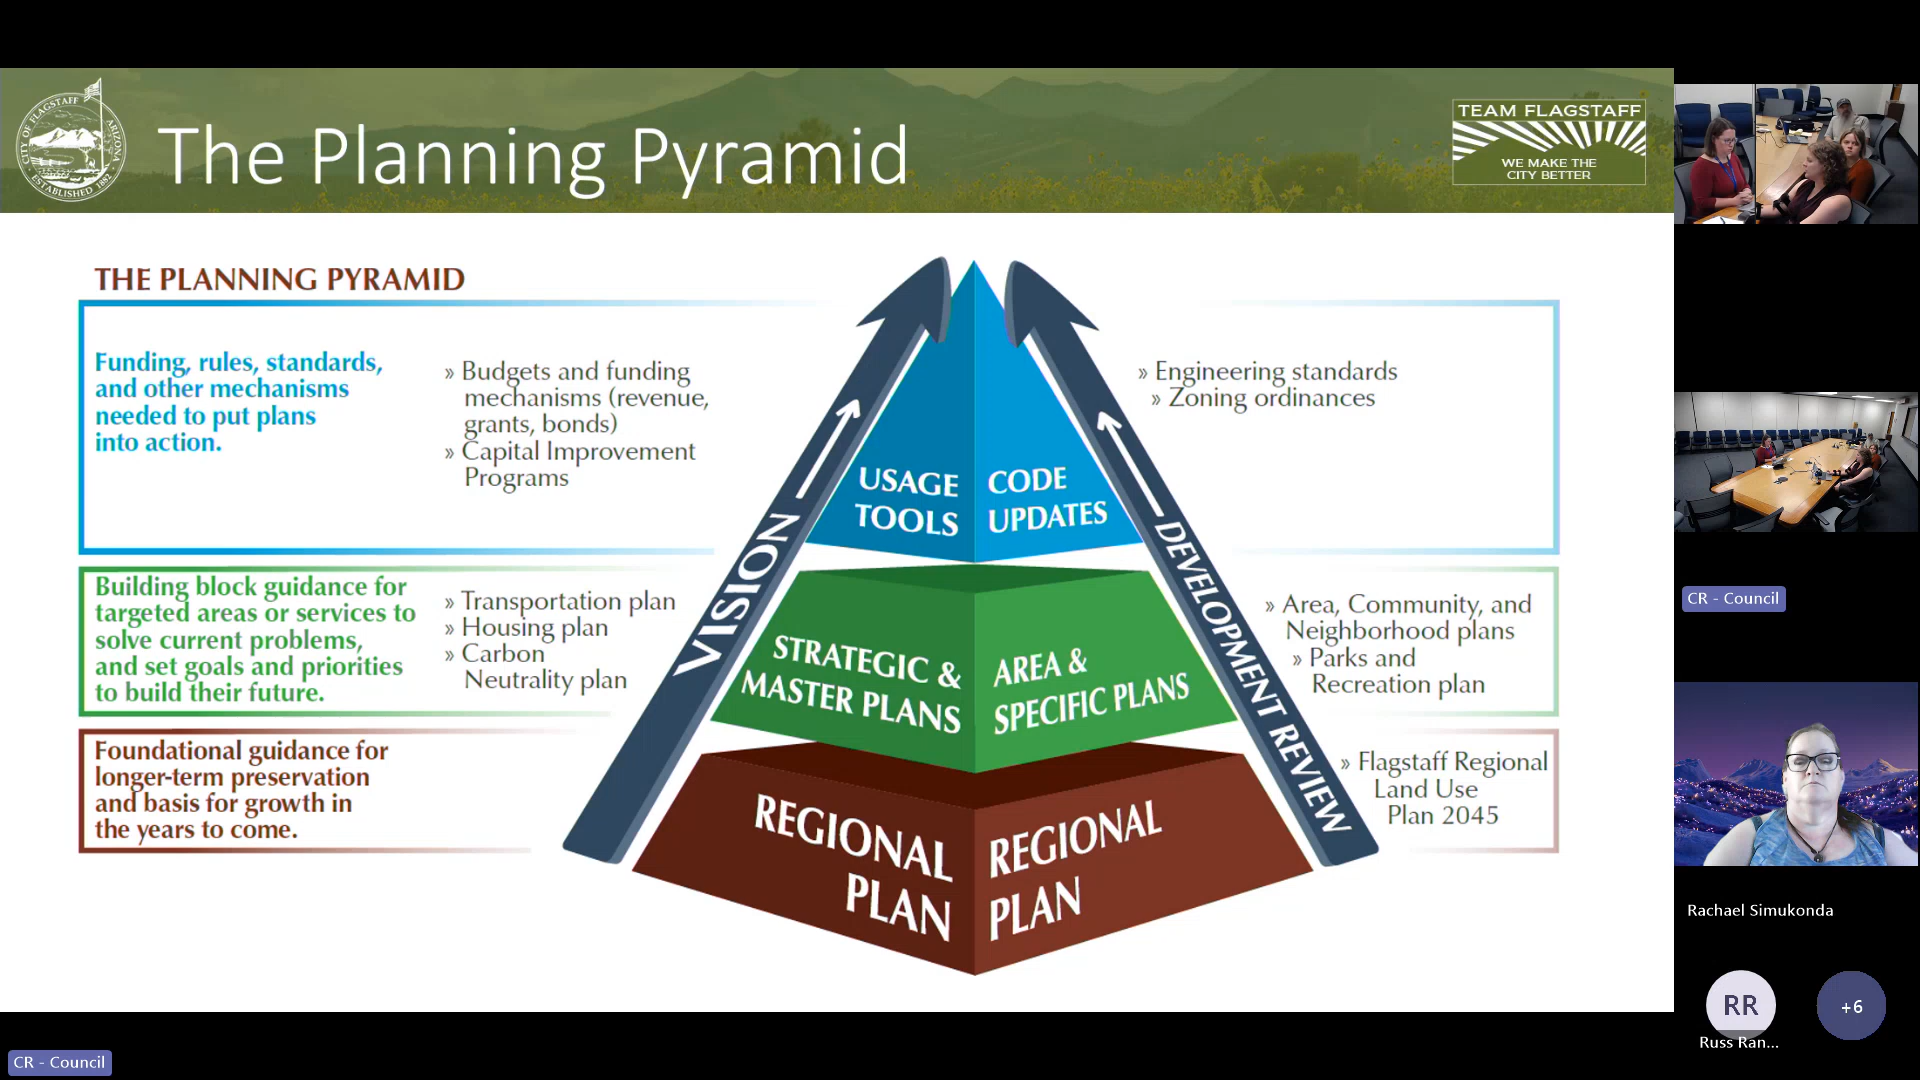 CITY OF FLAGSTAFF
ARIZONA
ESTABLISHED 1882
The Planning Pyramid
TEAM FLAGSTAFF
WE MAKE THE
CITY BETTER
THE PLANNING PYRAMID
Funding, rules, standards,
and other mechanisms
needed to put plans
into action.
» Budgets and funding
mechanisms (revenue,
grants, bonds)
» Capital Improvement
Programs
» Engineering standards
» Zoning ordinances
USAGE
TOOLS
CODE
UPDATES
VISION
DEVELOPMENT REVIEW
Building block guidance for
targeted areas or services to
solve current problems,
and set goals and priorities
to build their future.
» Transportation plan
» Housing plan
» Carbon
Neutrality plan
STRATEGIC &
MASTER PLANS
AREA &
SPECIFIC PLANS
» Area, Community, and
Neighborhood plans
» Parks and
Recreation plan
Foundational guidance for
longer-term preservation
and basis for growth in
the years to come.
REGIONAL
PLAN
REGIONAL
PLAN
» Flagstaff Regional
Land Use
Plan 2045
CR - Council
Rachael Simukonda
RR
+6
Russ Ran...
CR - Council